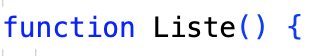 function Liste() {